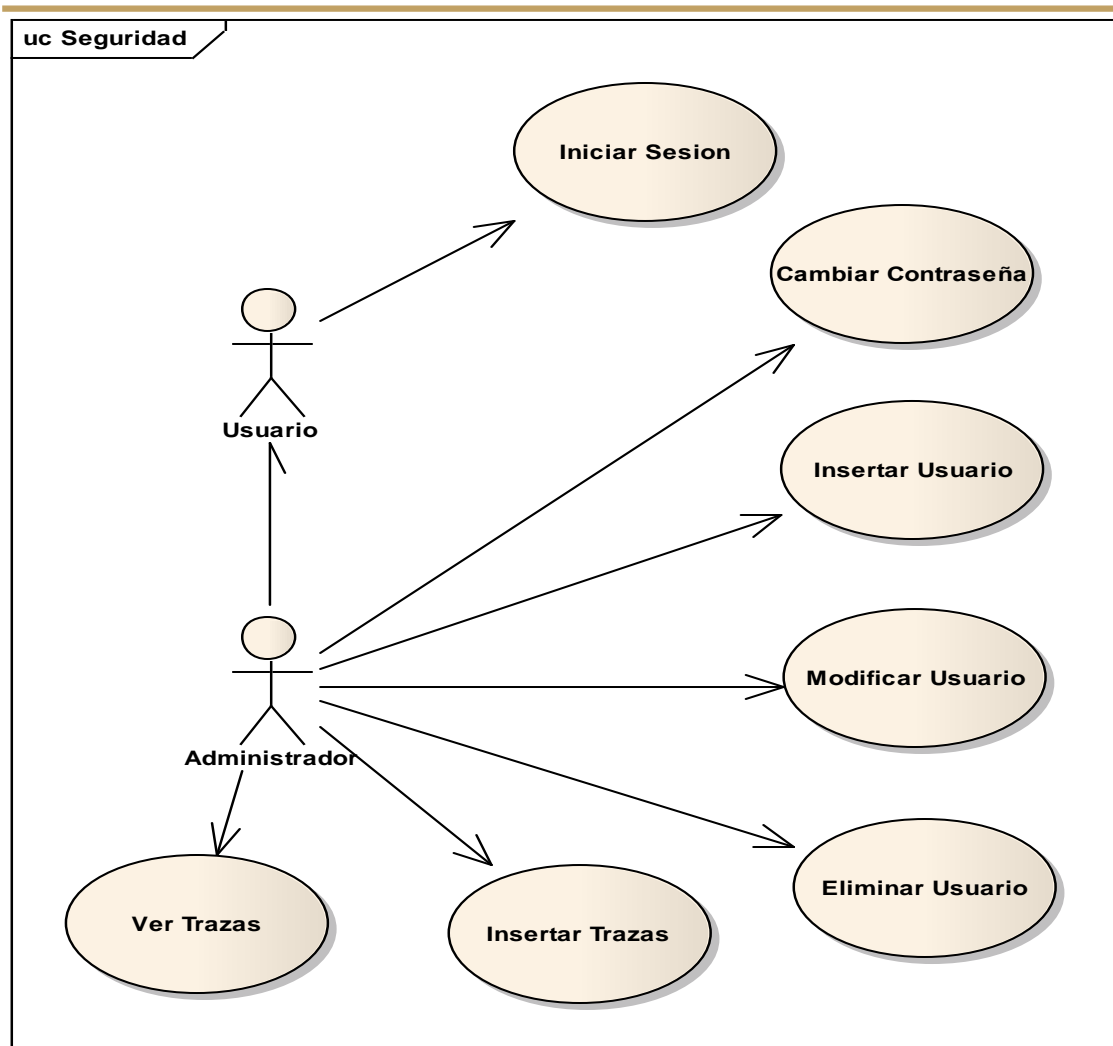 uc Seguridad
Iniciar Sesion
Cambiar Contraseña
Usuario
Insertar Usuario
Modificar Usuario
Administrador
Eliminar Usuario
Ver Trazas
Insertar Trazas